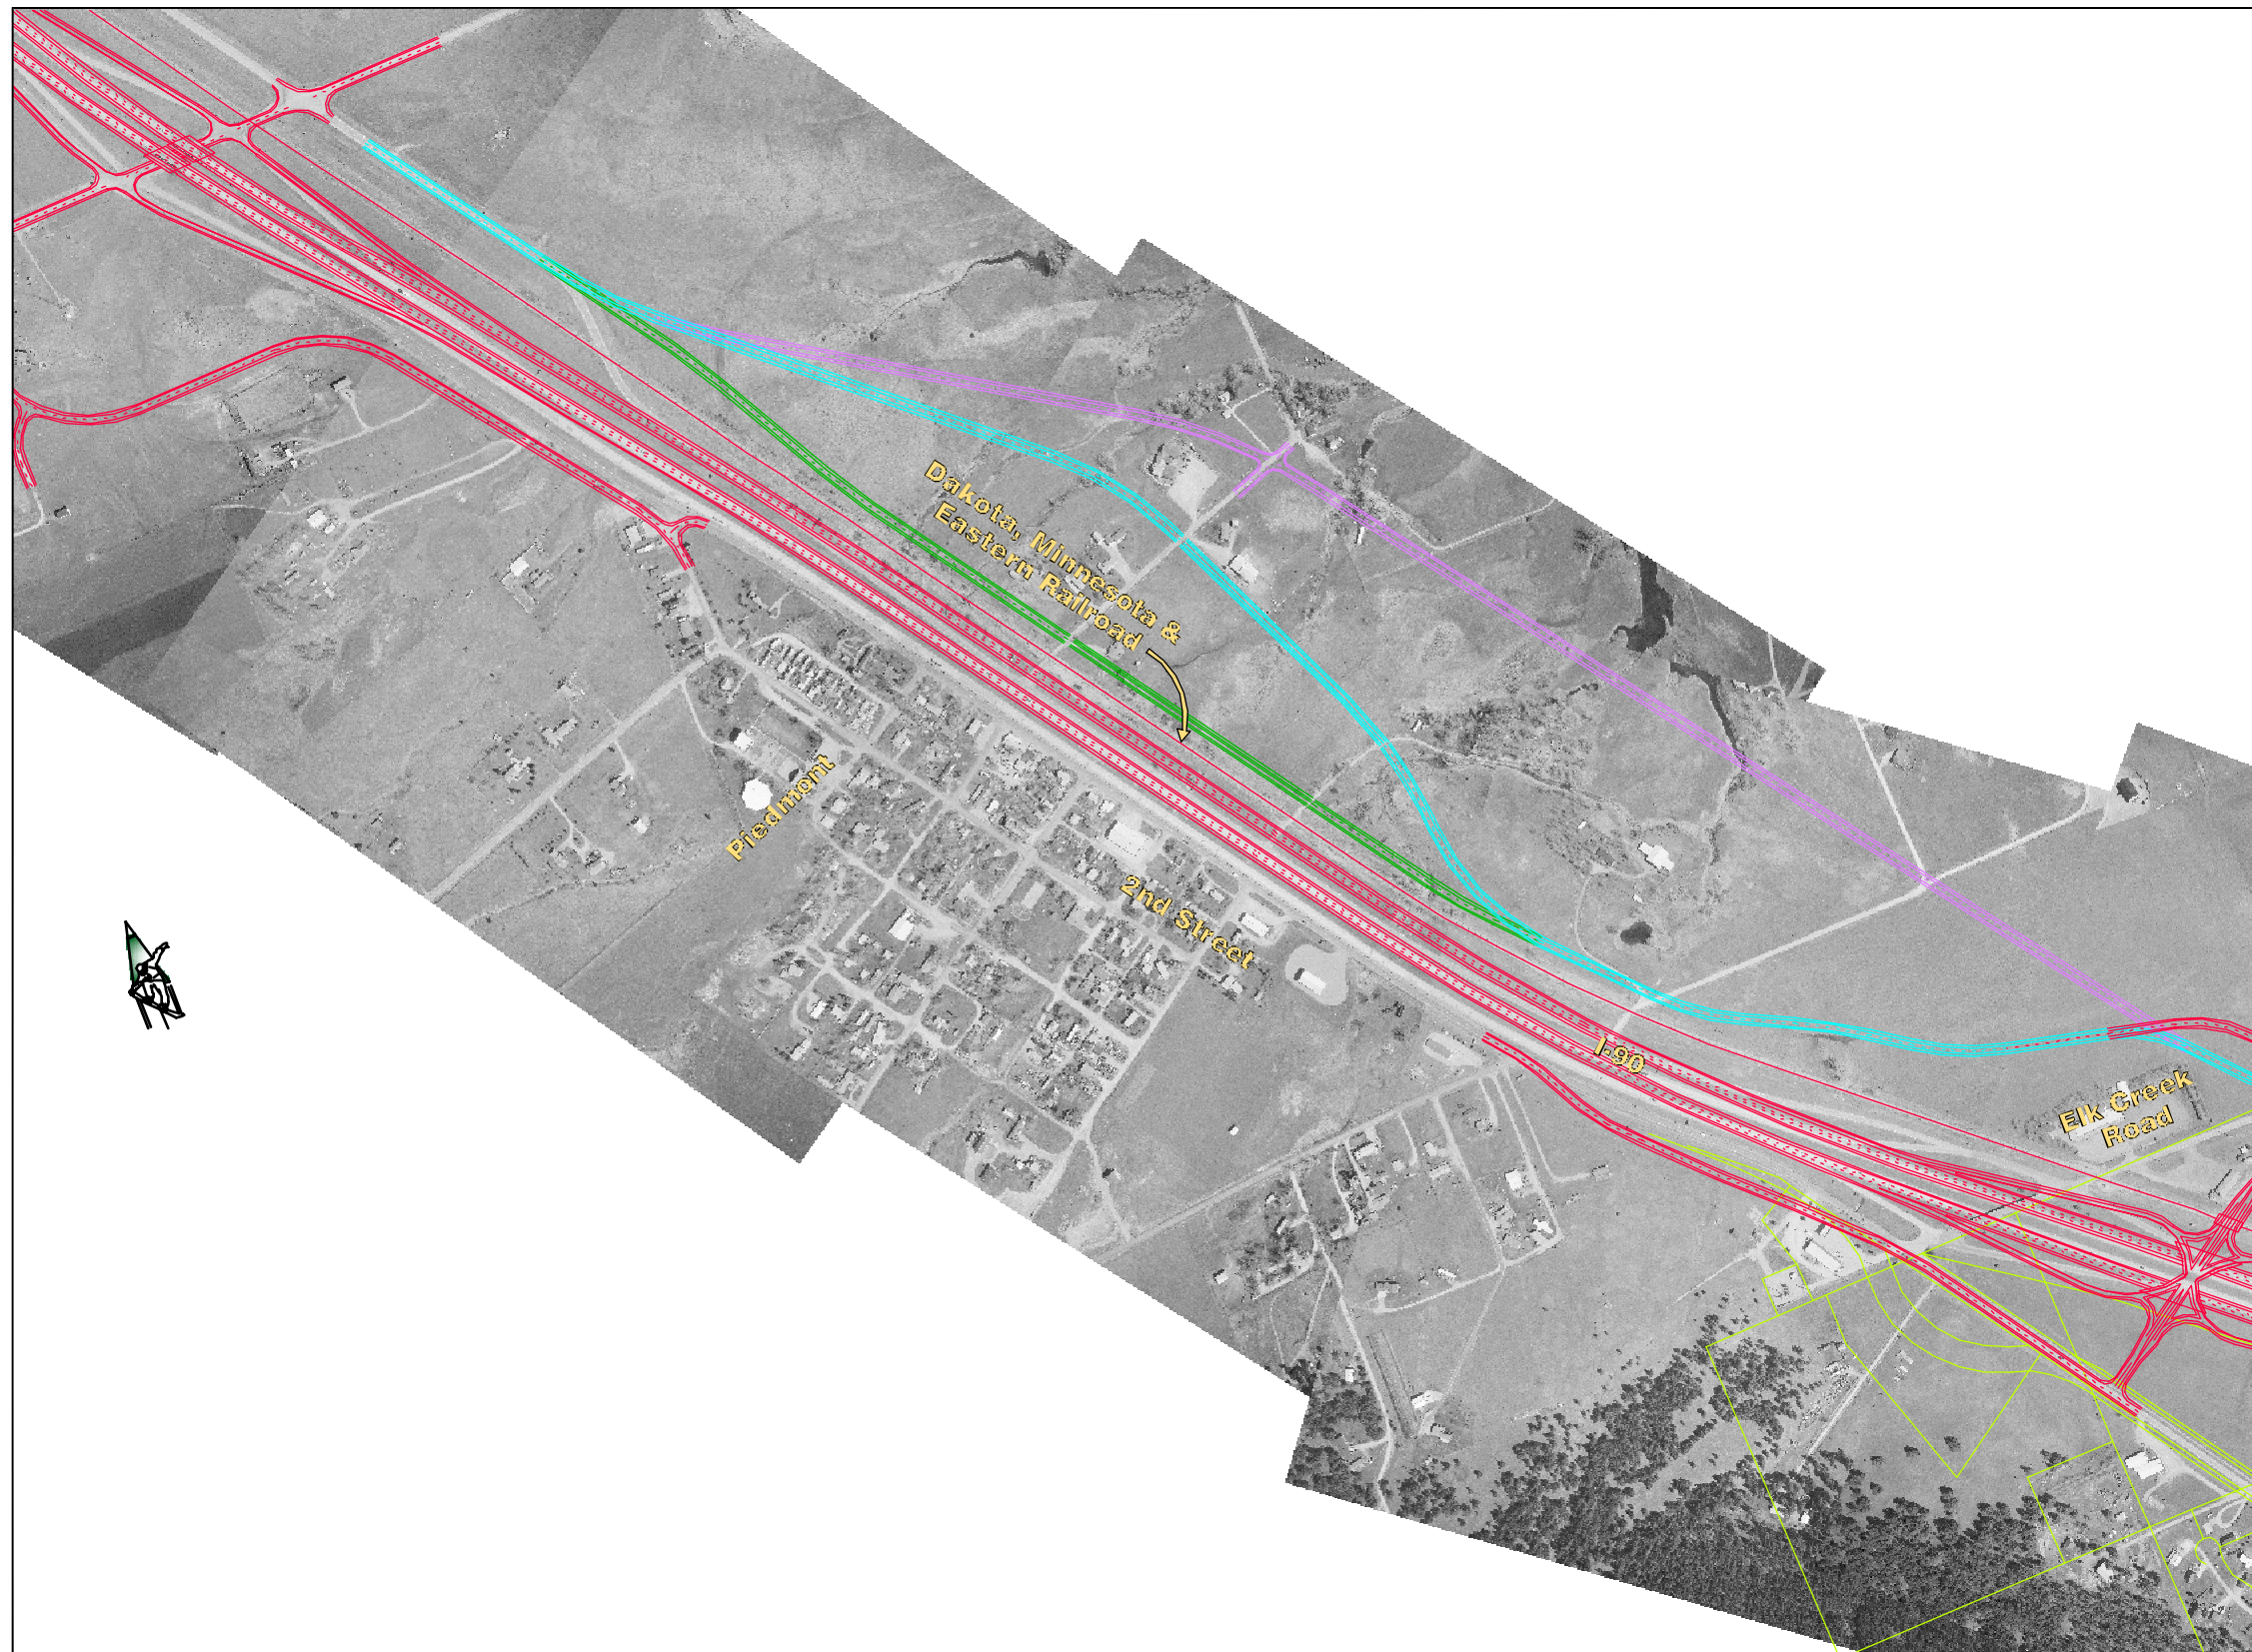 Dakota, Minnesota &
Eastern Railroad
Piedmont
2nd Street
I-90
Elk Creek
Road